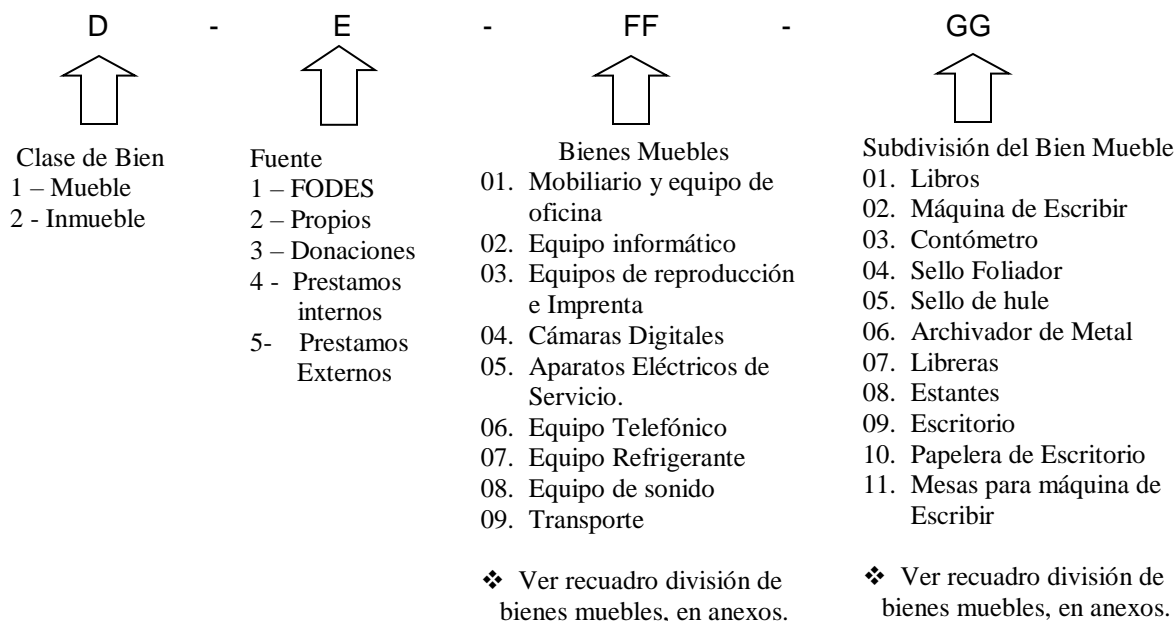 D - E - FF - GG
Clase de Bien
1 – Mueble
2 - Inmueble
Fuente
1 – FODES
2 – Propios
3 – Donaciones
4 - Prestamos
internos
5- Prestamos
Externos
Bienes Muebles
01. Mobiliario y equipo de
oficina
02. Equipo informático
03. Equipos de reproducción
e Imprenta
04. Cámaras Digitales
05. Aparatos Eléctricos de
Servicio.
06. Equipo Telefónico
07. Equipo Refrigerante
08. Equipo de sonido
09. Transporte
❖ Ver recuadro división de
bienes muebles, en anexos.
Subdivisión del Bien Mueble
01. Libros
02. Máquina de Escribir
03. Contómetro
04. Sello Foliador
05. Sello de hule
06. Archivador de Metal
07. Libreras
08. Estantes
09. Escritorio
10. Papelera de Escritorio
11. Mesas para máquina de
Escribir
❖ Ver recuadro división de
bienes muebles, en anexos.